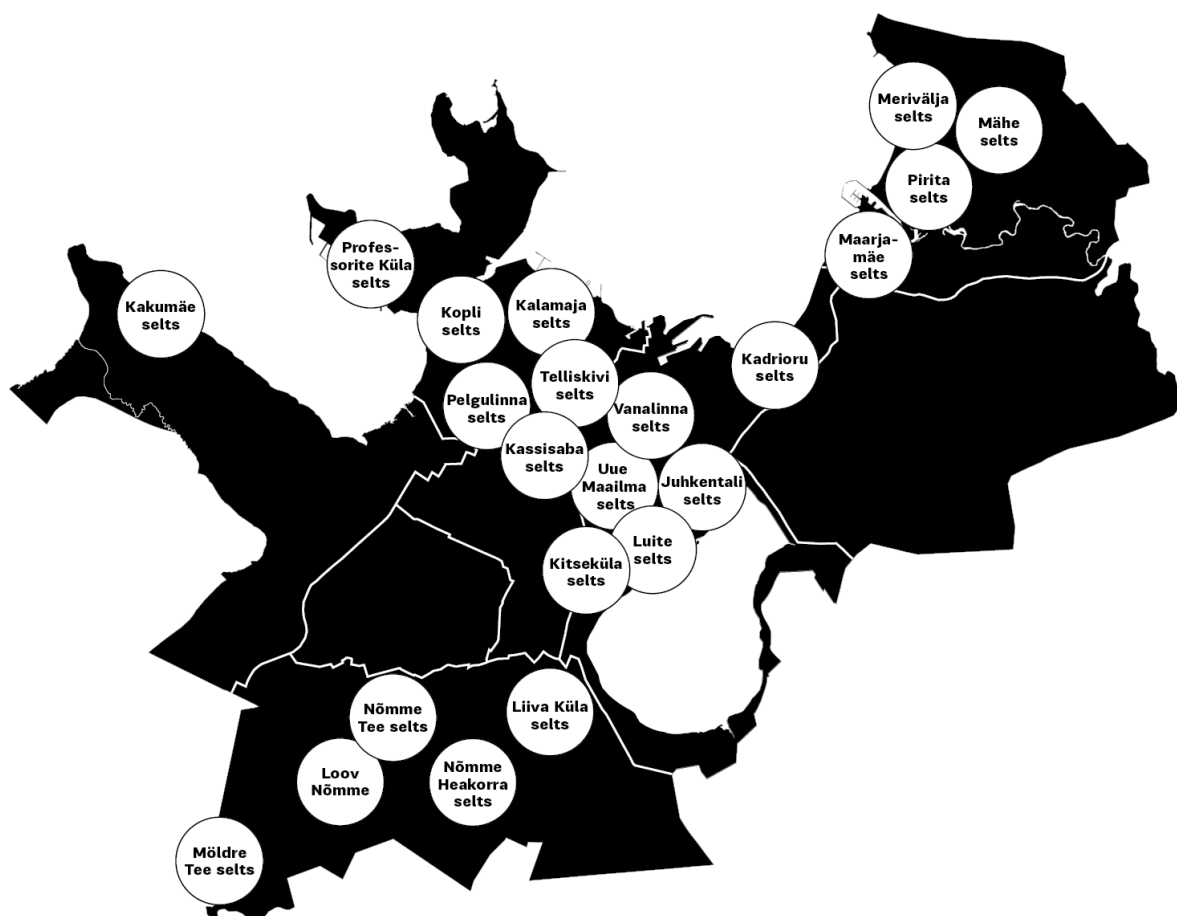 Merivälja
selts
Mähe
selts
Pirita
selts
Maarja-
mäe
selts
Profes-
sorite Küla
selts
Kakumäe
selts
Kopli
selts
Kalamaja
selts
Kadrioru
selts
Telliskivi
selts
Pelgulinna
selts
Vanalinna
selts
Kassisaba
selts
Uue
Maailma
selts
Juhkentali
selts
Luite
selts
Kitseküla
selts
Nõmme
Tee selts
Liiva Küla
selts
Loov
Nõmme
Nõmme
Heakorra
selts
Möldre
Tee selts